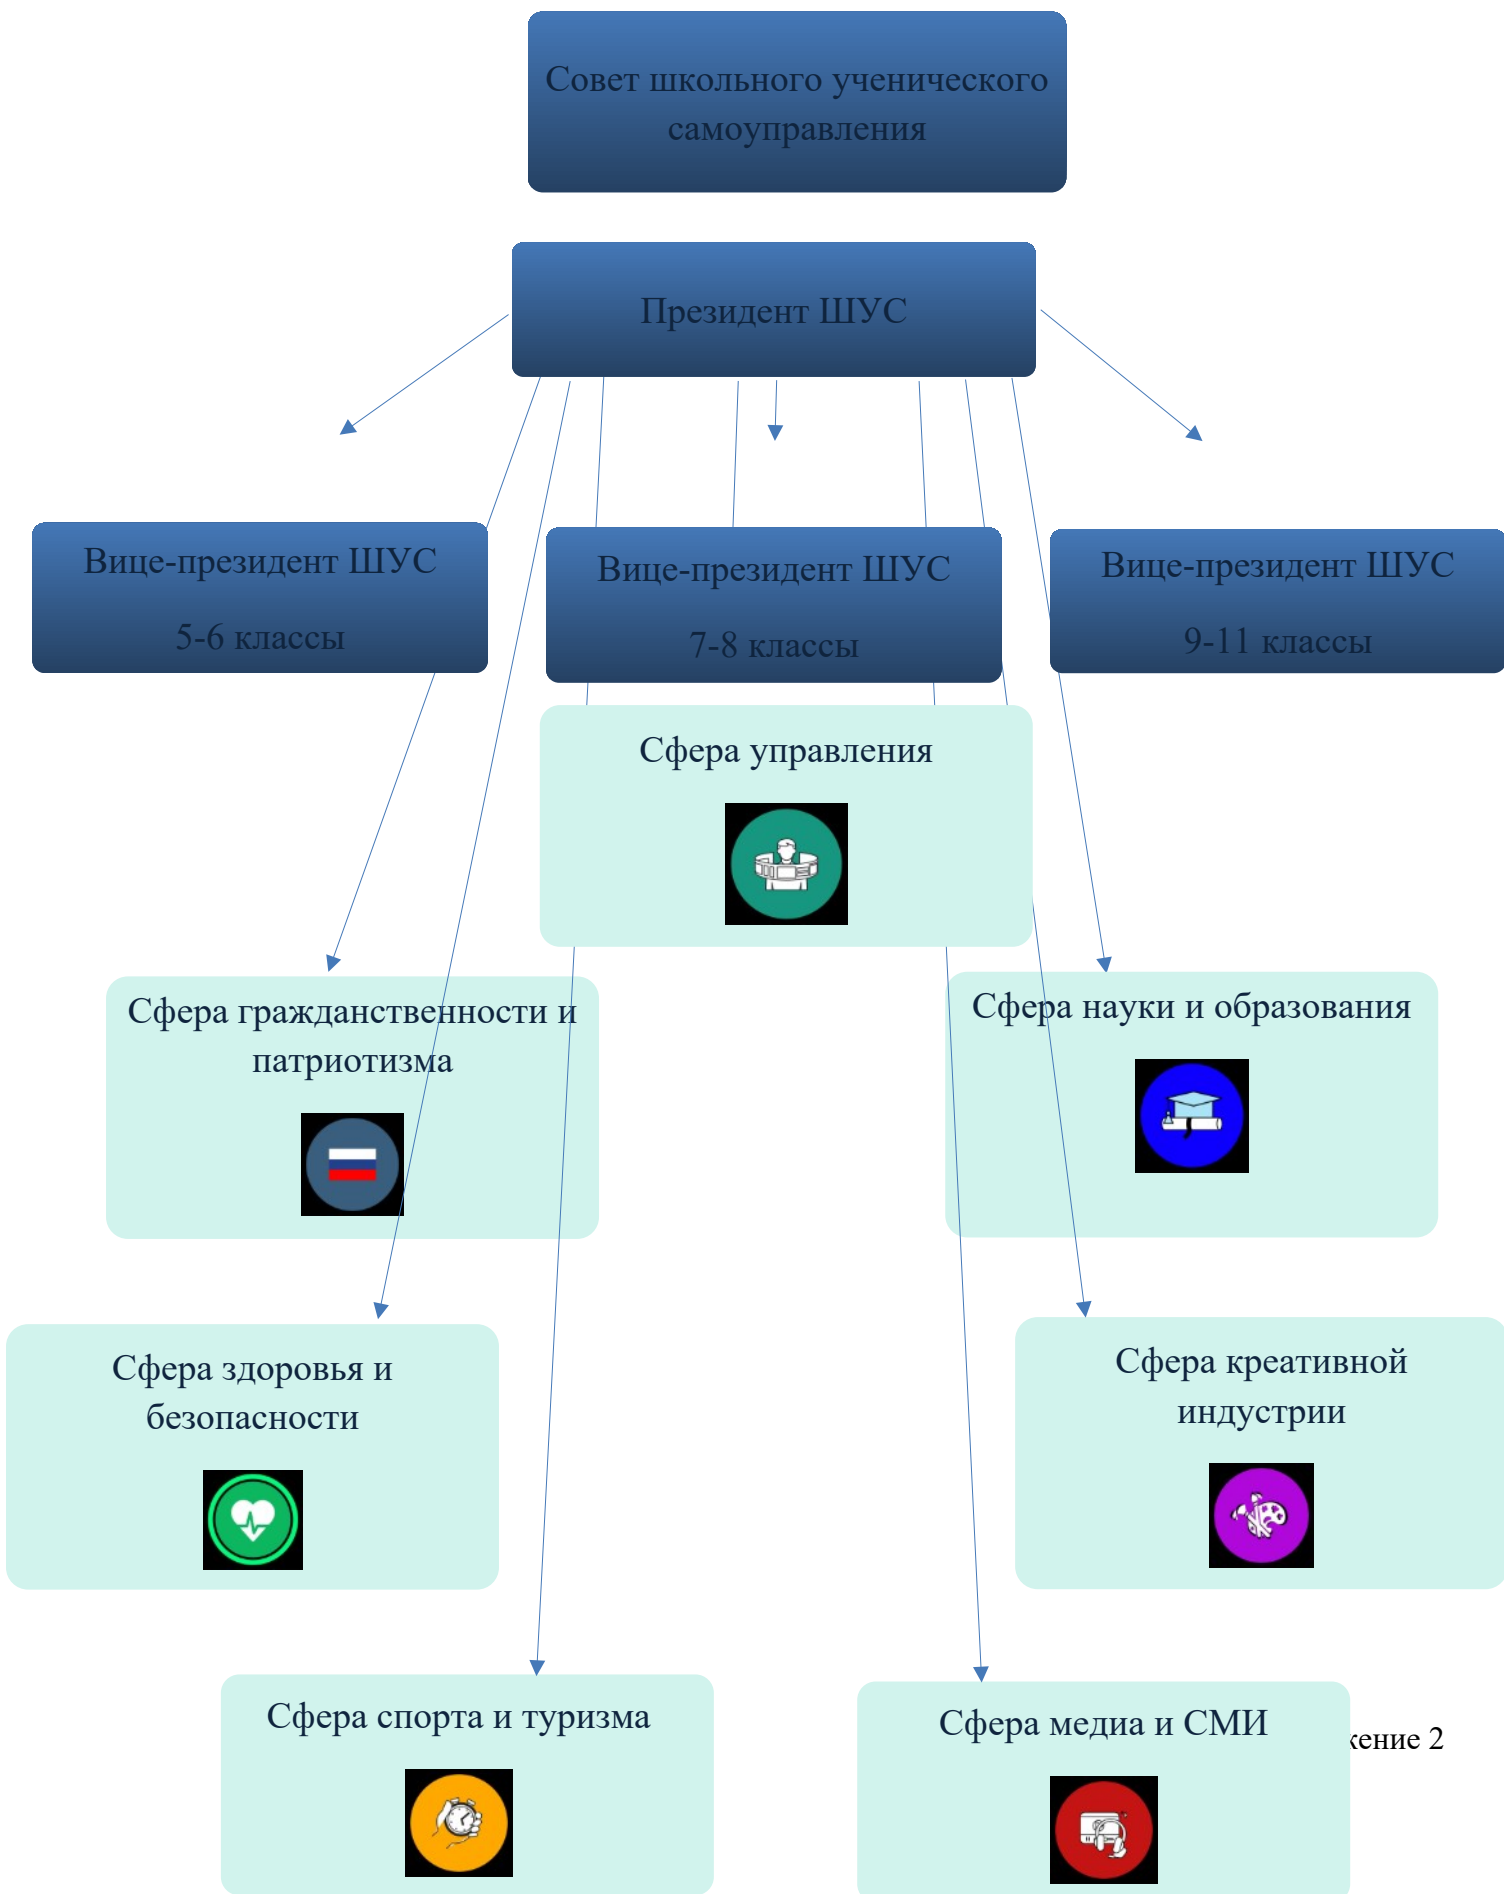 Совет школьного ученического
самоуправления
Президент ШУС
Вице-президент ШУС
5-6 классы
Вице-президент ШУС
7-8 классы
Вице-президент ШУС
9-11 классы
Сфера управления
Сфера гражданственности и
патриотизма
Сфера науки и образования
Сфера здоровья и
безопасности
Сфера креативной
индустрии
Сфера спорта и туризма
Сфера медиа и СМИ
жение 2